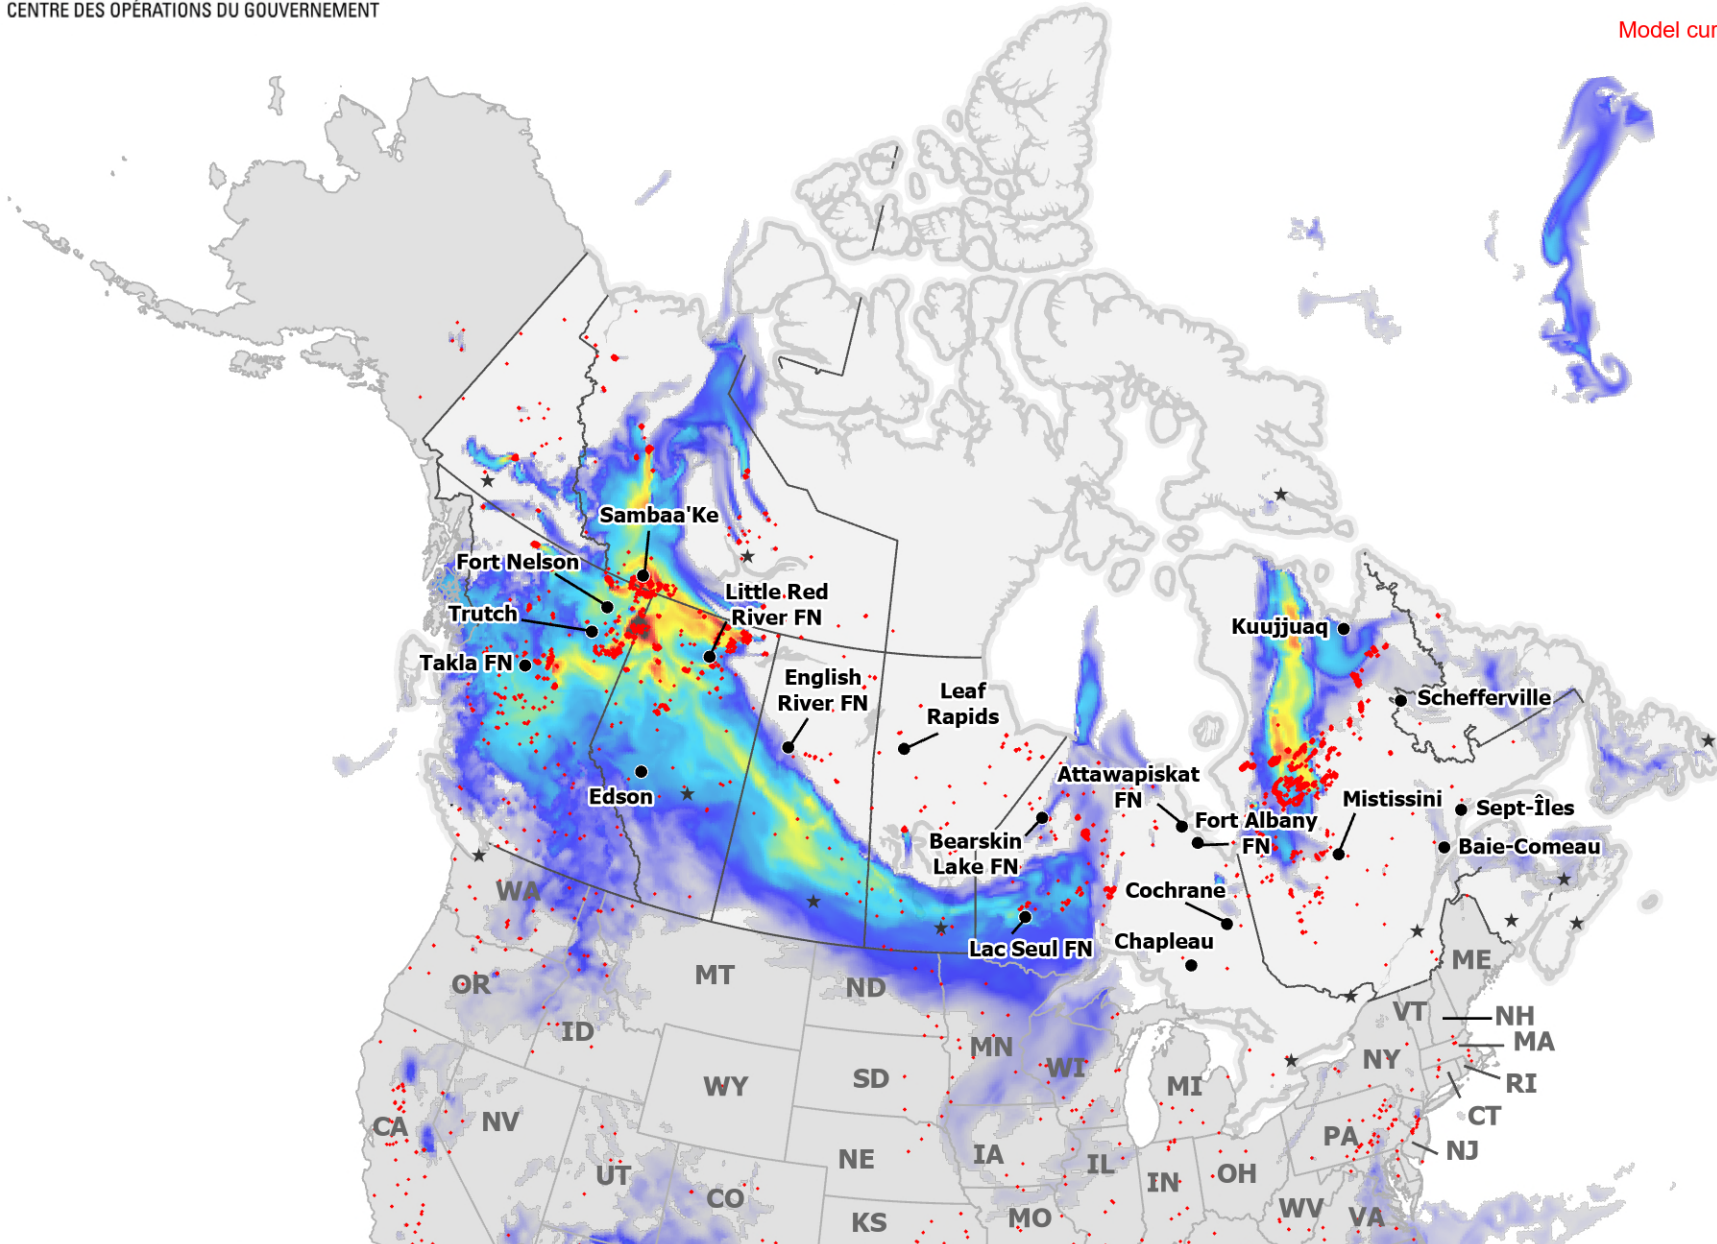 CENTRE DES OPÉRATIONS DU GOUVERNEMENT
Model cur
Sambaa'Ke
Fort Nelson
Little Red
River FN
Trutch
Takla FN
English
River FN
Leaf
Rapids
Edson
Kuujjuaq
Schefferville
Attawapiskat
FN
Mistissini
Sept-Îles
Fort Albany
FN
Bearskin
Lake FN
Baie-Comeau
Cochrane
Chapleau
Lac Seul FN
WA
OR
MT
ND
ID
MN
WI
SD
WY
MI
ME
VT
NH
MA
NY
RI
CT
CA
NV
PA
NJ
NE
IA
IL
UT
CO
IN
OH
KS
MO
WV
VA